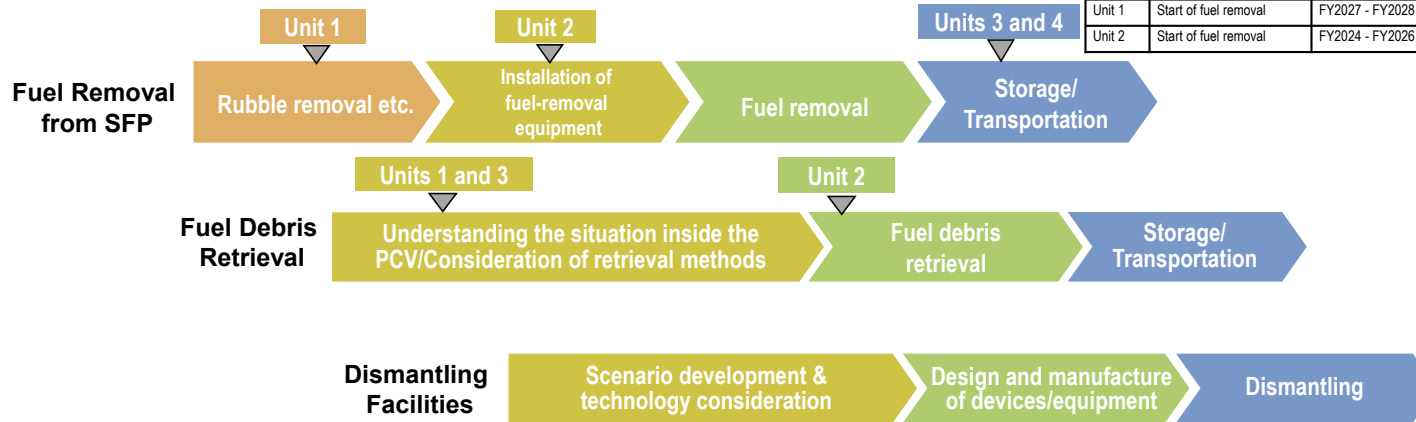 Unit 1 Start of fuel removal FY2027 - FY2028
Unit 2 Start of fuel removal FY2024 - FY2026
Unit 1
Unit 2
Units 3 and 4
Fuel Removal
from SFP
Rubble removal etc.
Installation of
fuel-removal
equipment
Fuel removal
Storage/
Transportation
Units 1 and 3
Unit 2
Fuel Debris
Retrieval
Understanding the situation inside the
PCV/Consideration of retrieval methods
Fuel debris
retrieval
Storage/
Transportation
Dismantling
Facilities
Scenario development &
technology consideration
Design and manufacture
of devices/equipment
Dismantling